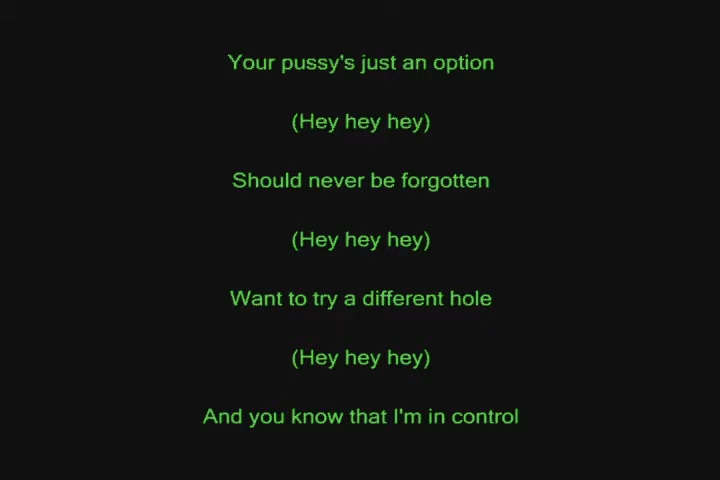 Your pussy's just an option
(Hey hey hey)
Should never be forgotten
(Hey hey hey)
Want to try a different hole
(Hey hey hey)
And you know that I'm in control